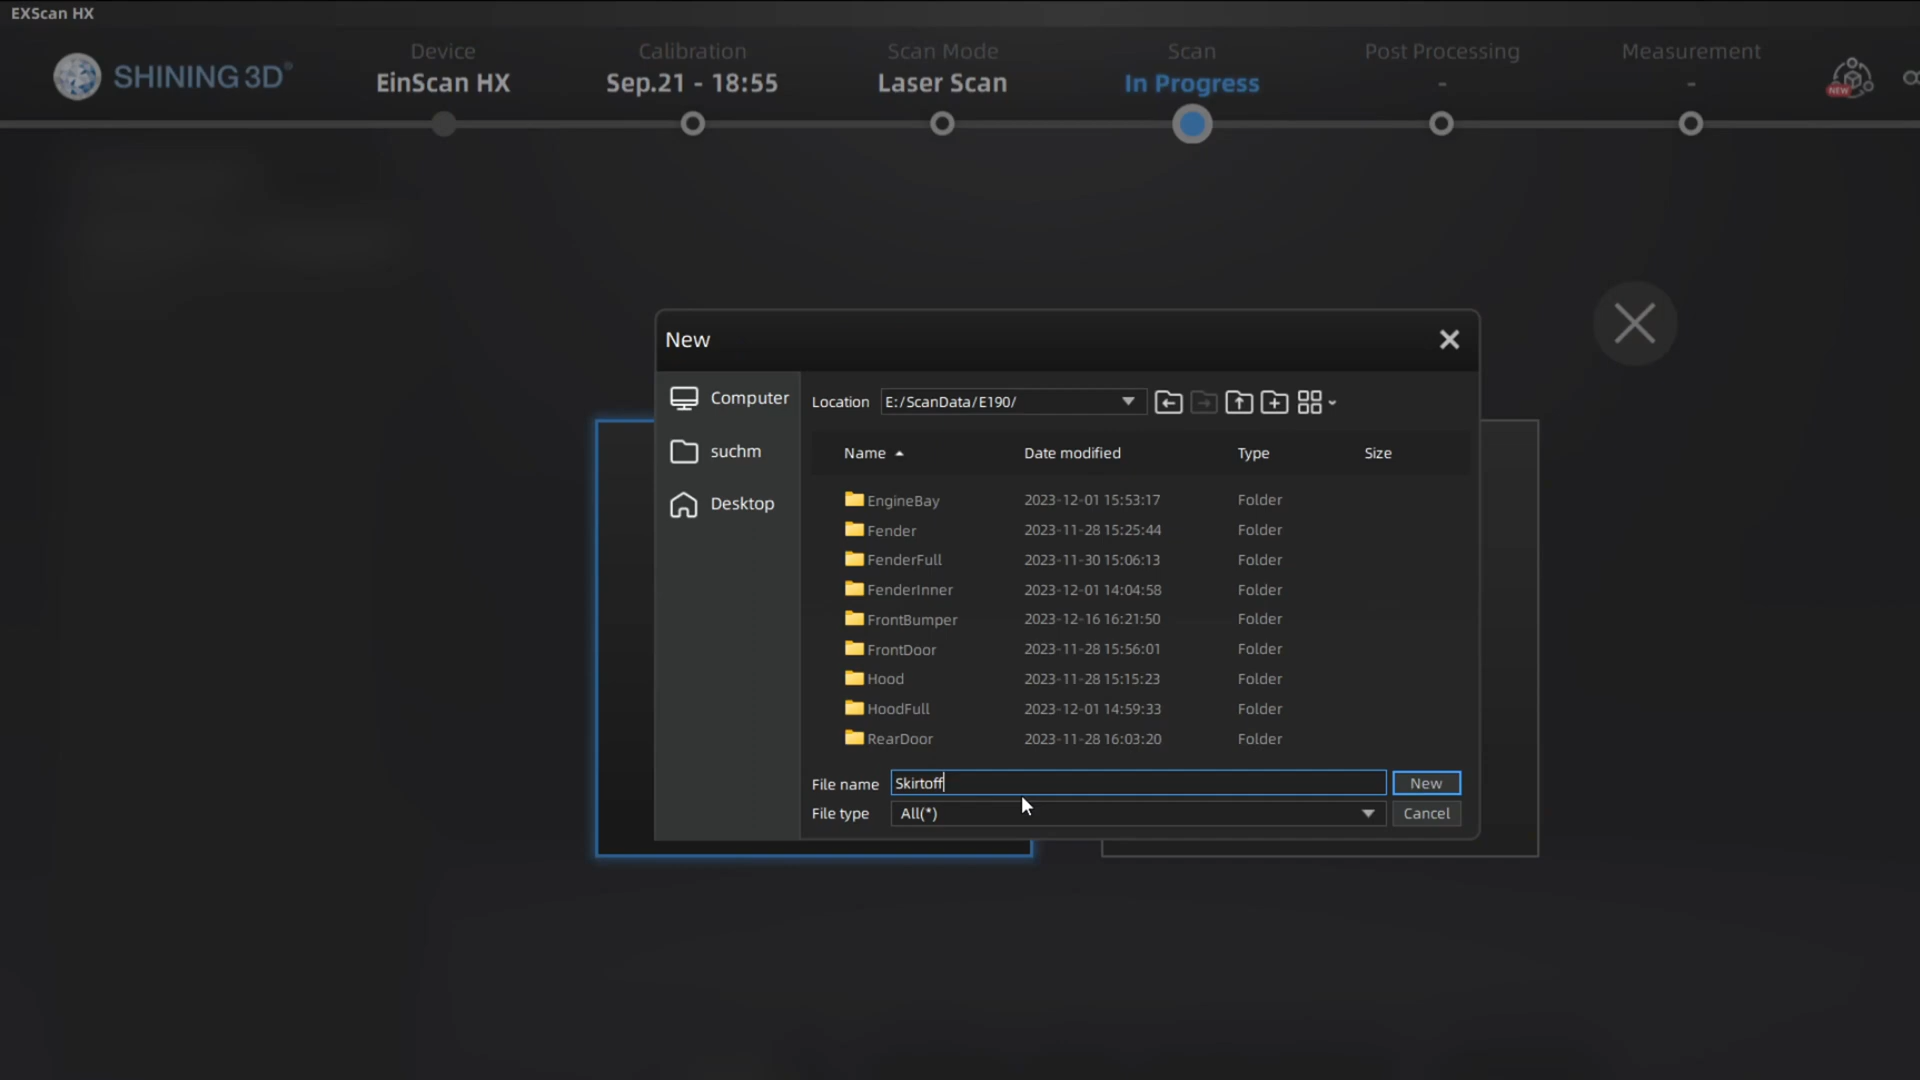 EXScan HX
Device
Calibration
Scan Mode
Scan
Post Processing
Measurement
SHINING 3D®
EinScan HX
Sep.21 - 18:55
Laser Scan
In Progress
-
-
NEW
New
Computer
suchm
Desktop
Location E:/ScanData/E190/
Name Date modified Type Size
EngineBay 2023-12-01 15:53:17 Folder
Fender 2023-11-28 15:25:44 Folder
FenderFull 2023-11-30 15:06:13 Folder
FenderInner 2023-12-01 14:04:58 Folder
FrontBumper 2023-12-16 16:21:50 Folder
FrontDoor 2023-11-28 15:56:01 Folder
Hood 2023-11-28 15:15:23 Folder
HoodFull 2023-12-01 14:59:33 Folder
RearDoor 2023-11-28 16:03:20 Folder
File name Skirtoff New
File type All(*) Cancel